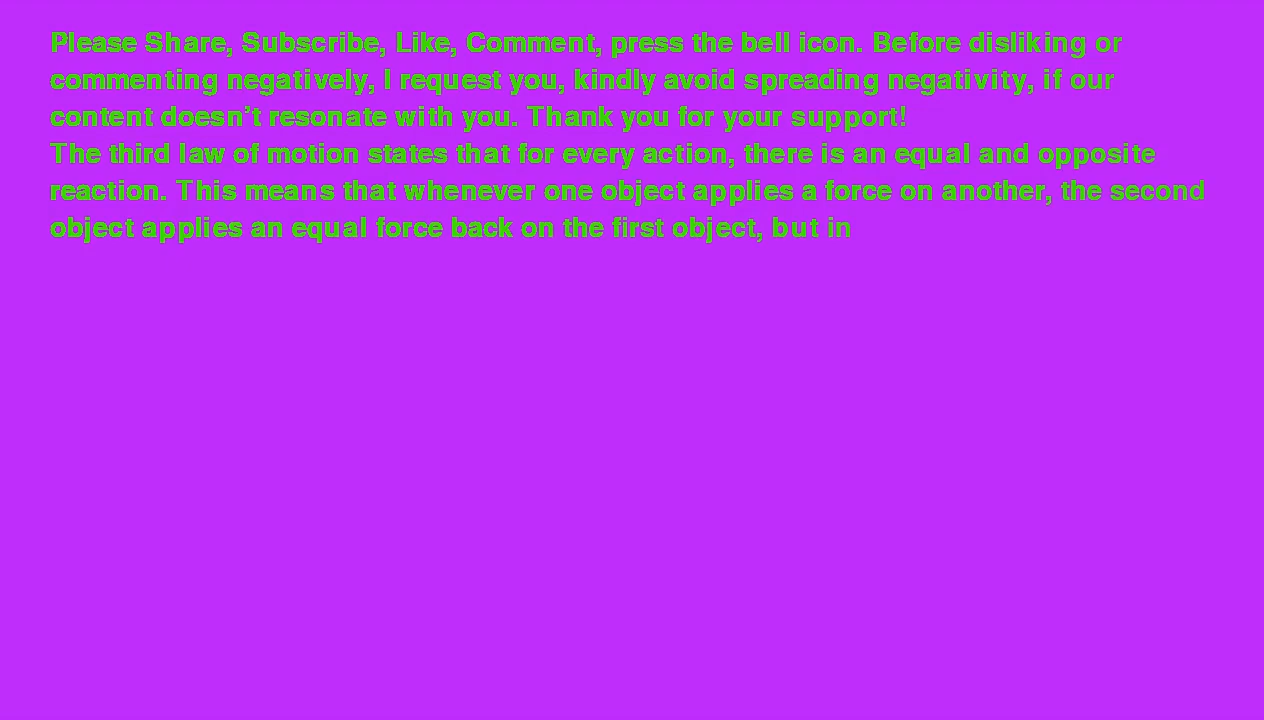 Please Share, Subscribe, Like, Comment, press the bell icon. Before disliking or
commenting negatively, I request you, kindly avoid spreading negativity, if our
content doesn't resonate with you. Thank you for your support!
The third law of motion states that for every action, there is an equal and opposite
reaction. This means that whenever one object applies a force on another, the second
object applies an equal force back on the first object, but in